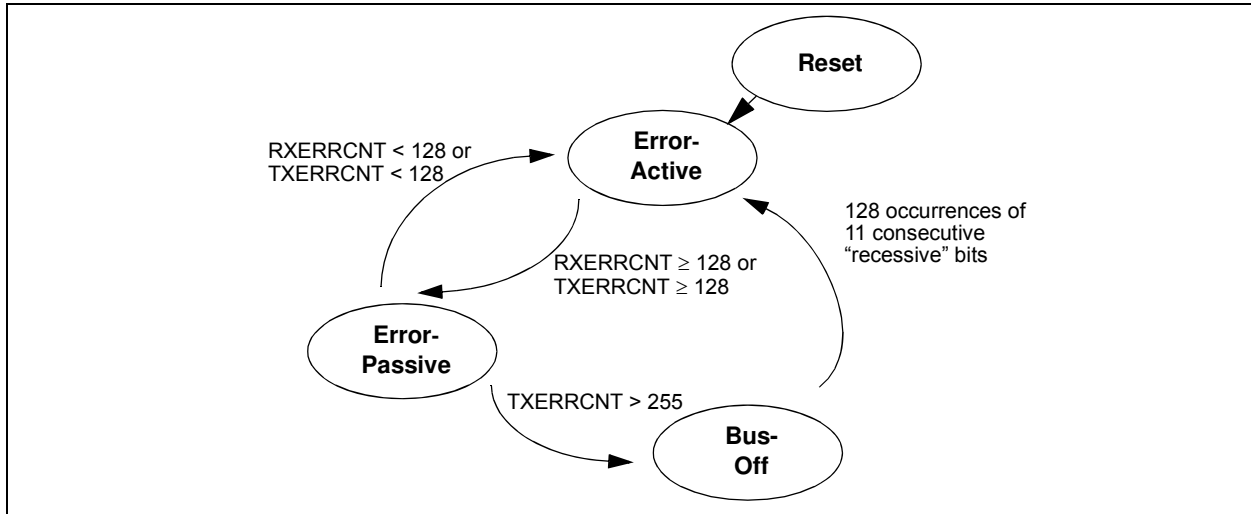 Reset
Error-
Active
RXERRCNT < 128 or
TXERRCNT < 128
128 occurrences of
11 consecutive
“recessive” bits
RXERRCNT ≥ 128 or
TXERRCNT ≥ 128
Error-
Passive
TXERRCNT > 255
Bus-
Off